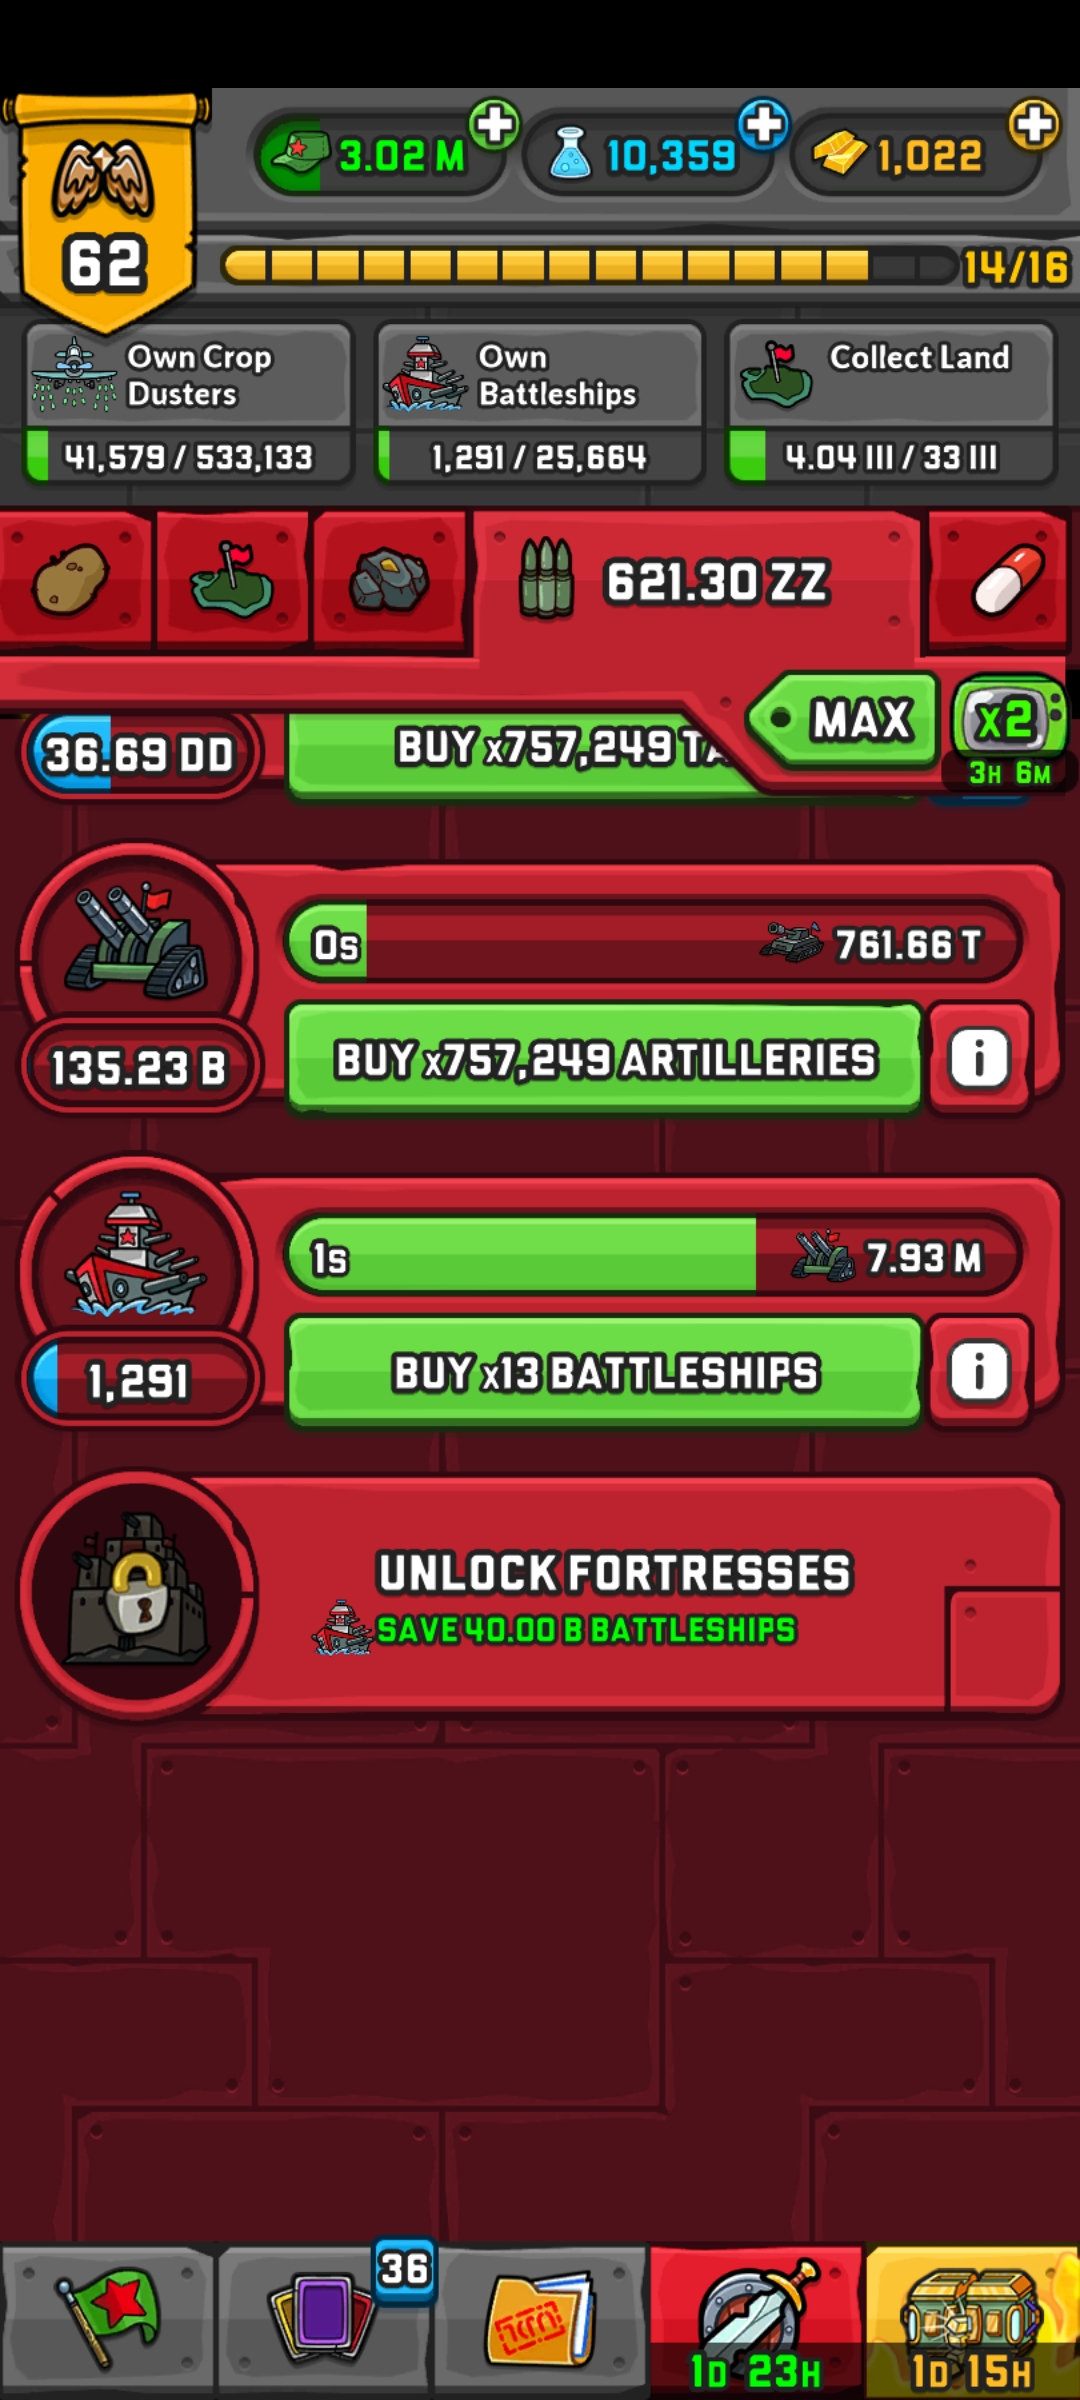 3.02 M
10,359
1,022
62
14/16
Own Crop
Dusters
Own
Battleships
Collect Land
41,579 / 533,133
1,291 / 25,664
4.04 III / 33 III
621.30 ZZ
MAX
x2
3H 6M
36.69 DD
BUY x757,249
0s
761.66 T
135.23 B
BUY x757,249 ARTILLERIES
i
1s
7.93 M
1,291
BUY x13 BATTLESHIPS
i
UNLOCK FORTRESSES
SAVE 40.00 B BATTLESHIPS
36
1D 23H
1D 15H